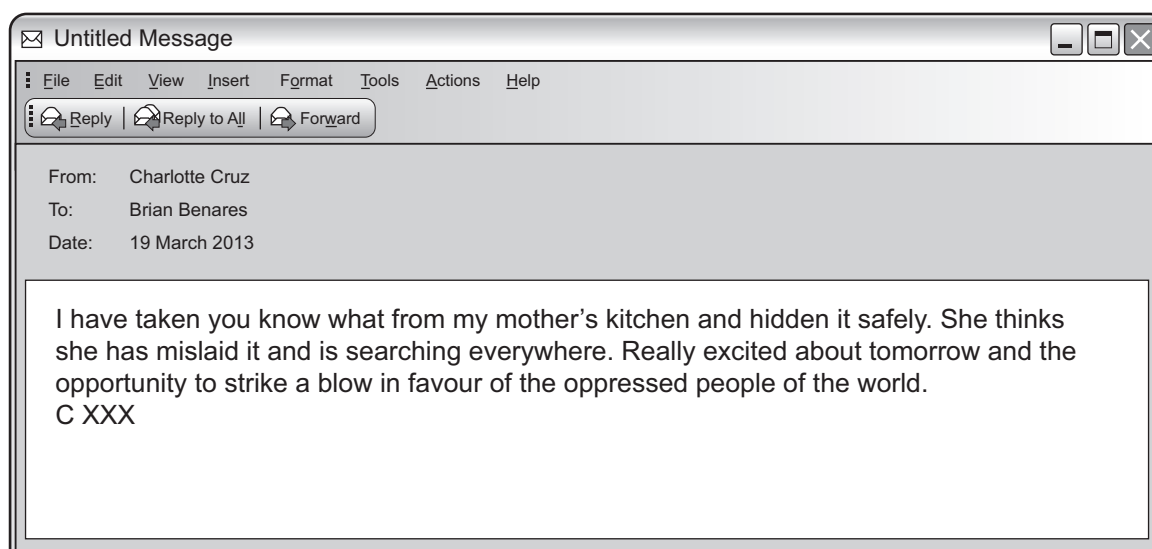 Untitled Message
File Edit View Insert Format Tools Actions Help
Reply Reply to All Forward
From: Charlotte Cruz
To: Brian Benares
Date: 19 March 2013
I have taken you know what from my mother’s kitchen and hidden it safely. She thinks
she has mislaid it and is searching everywhere. Really excited about tomorrow and the
opportunity to strike a blow in favour of the oppressed people of the world.
C XXX